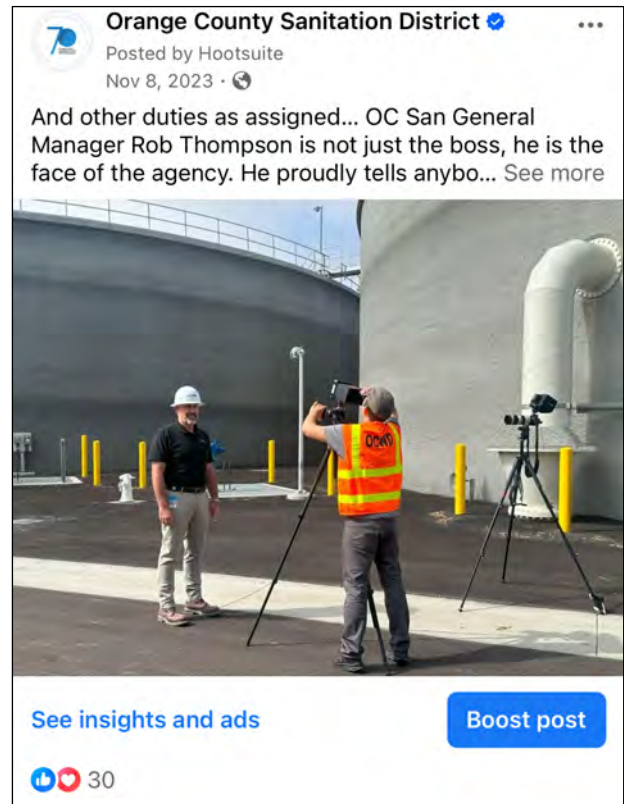 Orange County Sanitation District
Posted by Hootsuite
Nov 8, 2023 ·
And other duties as assigned... OC San General
Manager Rob Thompson is not just the boss, he is the
face of the agency. He proudly tells anybo... See more
OCWD
See insights and ads
Boost post
30